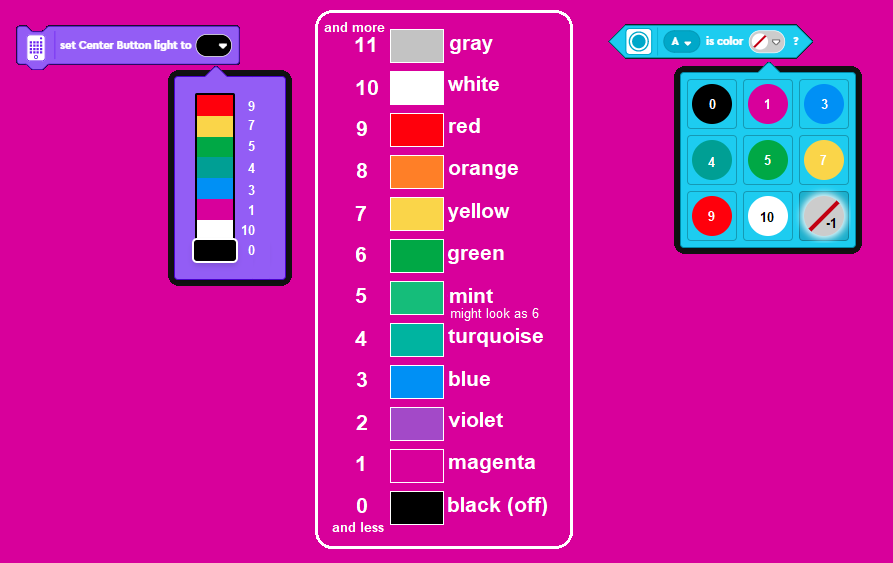 set Center Button light to
9
7
5
4
3
1
10
0
and more
11 gray
10 white
9 red
8 orange
7 yellow
6 green
5 mint
might look as 6
4 turquoise
3 blue
2 violet
1 magenta
0 black (off)
and less
A is color ?
0 1 3
4 5 7
9 10 -1